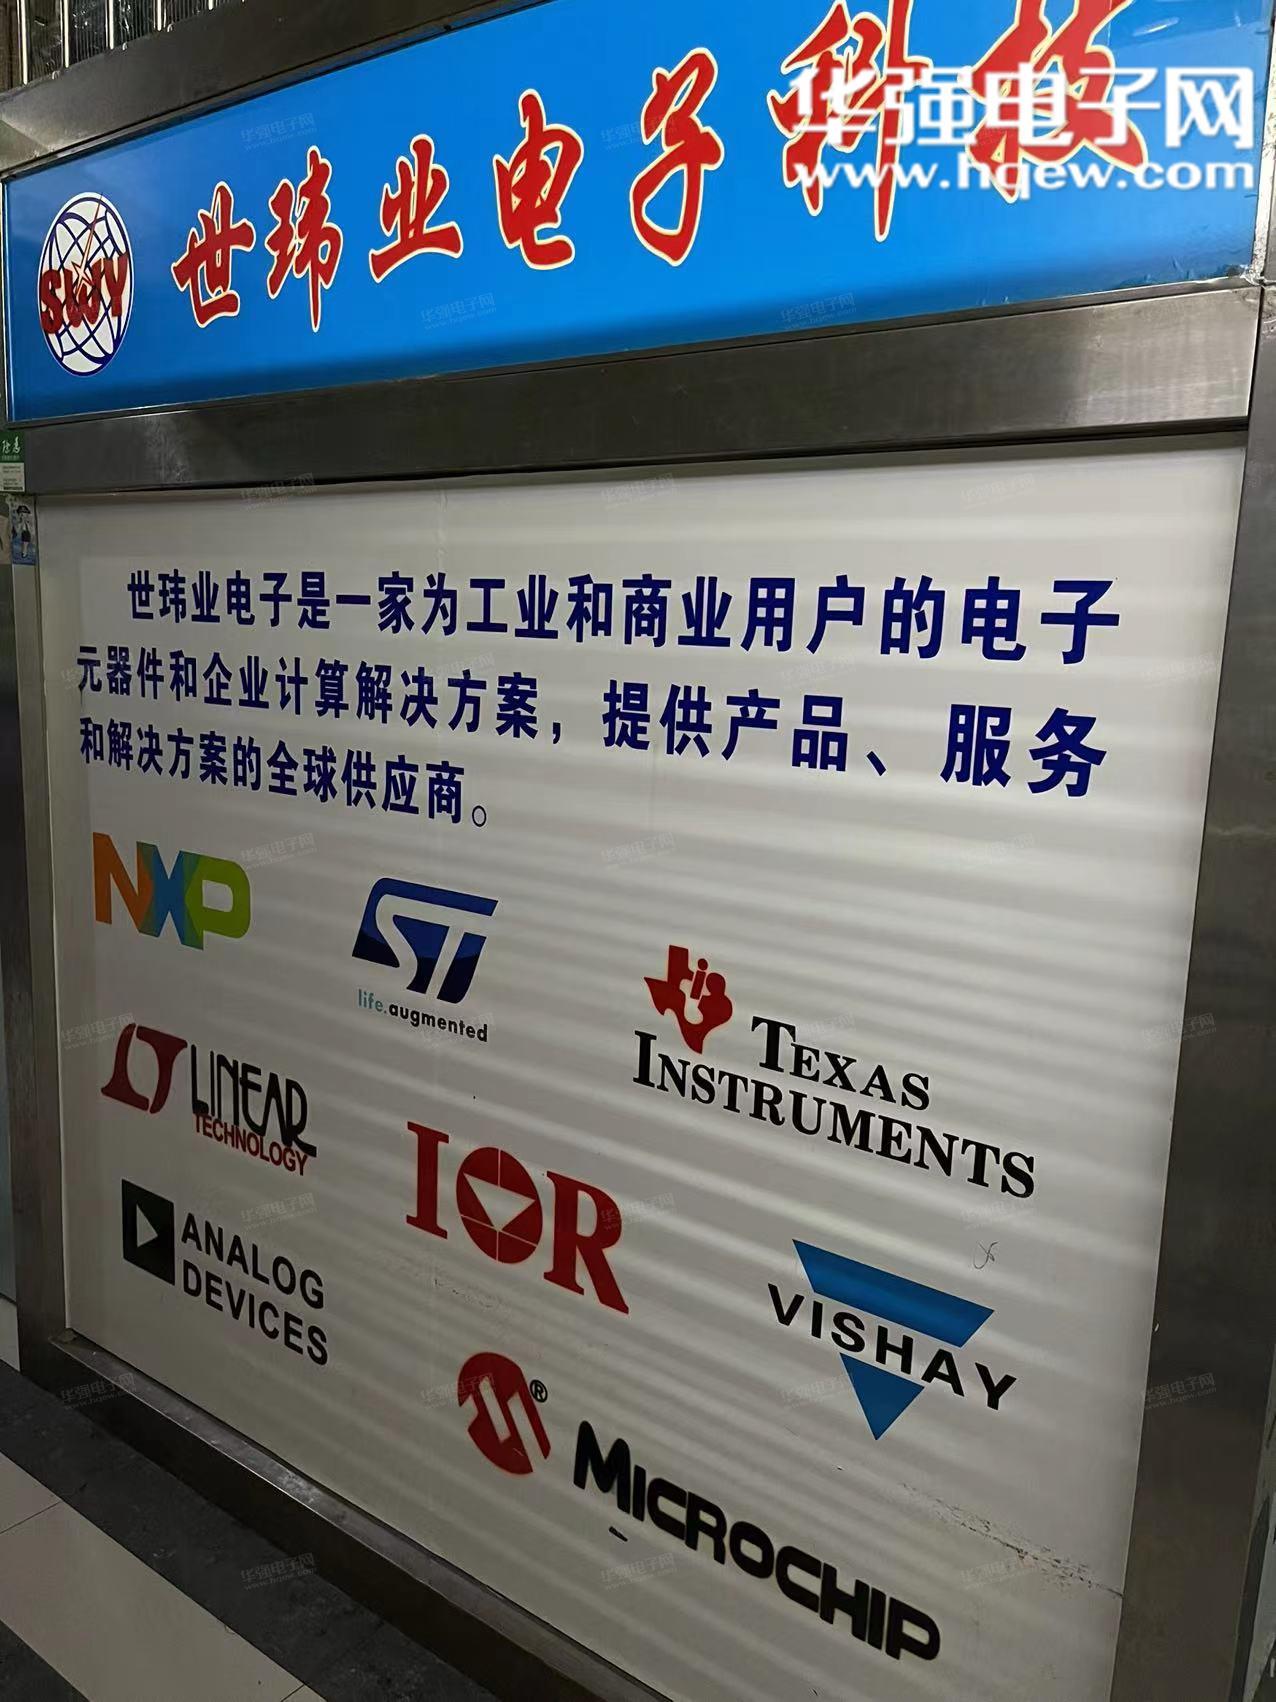 华强电子网
www.hqew.com
SWJY
世玮业电子科技
世玮业电子是一家为工业和商业用户的电子
元器件和企业计算解决方案，提供产品、服务
和解决方案的全球供应商。
NXP
ST
life.augmented
TEXAS
INSTRUMENTS
LINEAR
TECHNOLOGY
IOR
ANALOG
DEVICES
VISHAY
®
MICROCHIP